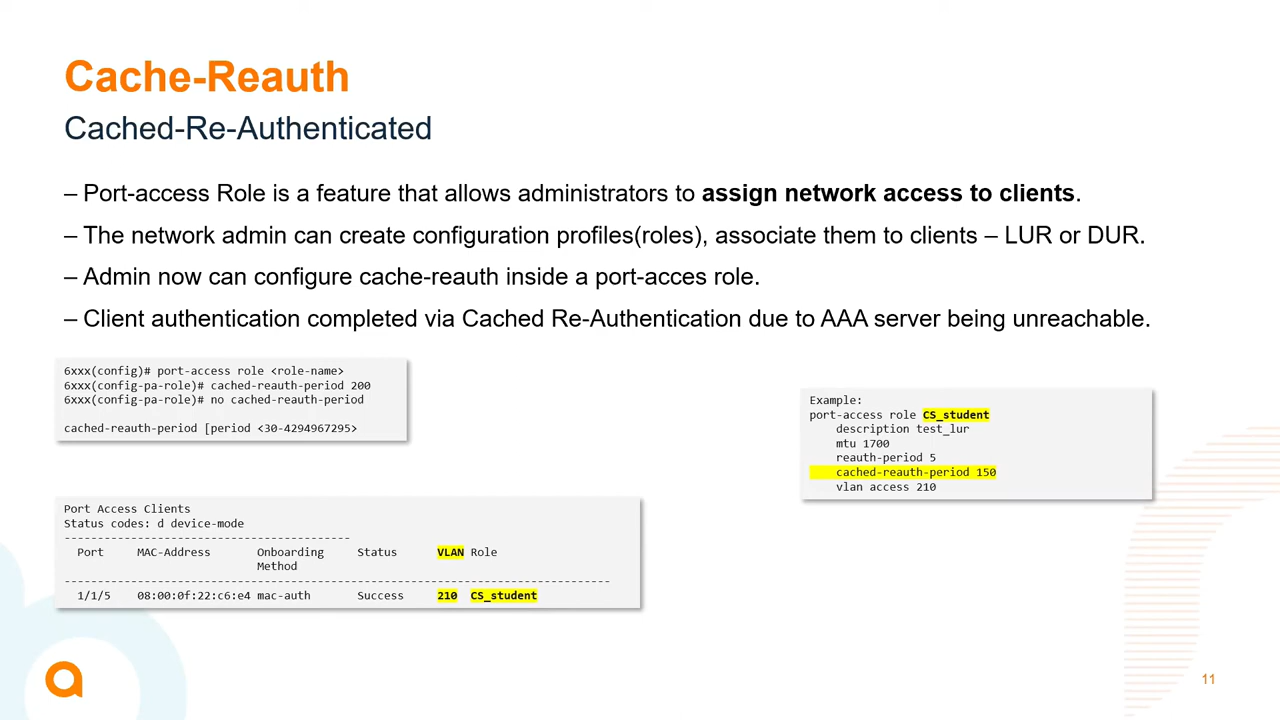 Cache-Reauth
Cached-Re-Authenticated
– Port-access Role is a feature that allows administrators to assign network access to clients.
– The network admin can create configuration profiles(roles), associate them to clients – LUR or DUR.
– Admin now can configure cache-reauth inside a port-acces role.
– Client authentication completed via Cached Re-Authentication due to AAA server being unreachable.
6xxx(config)# port-access role <role-name>
6xxx(config-pa-role)# cached-reauth-period 200
6xxx(config-pa-role)# no cached-reauth-period
cached-reauth-period [period <30-4294967295>
Example:
port-access role CS_student
description test_lur
mtu 1700
reauth-period 5
cached-reauth-period 150
vlan access 210
Port Access Clients
Status codes: d device-mode
-------------------------------------------
Port MAC-Address Onboarding Status VLAN Role
Method
----------------------------------------------------------------------------------
1/1/5 08:00:0f:22:c6:e4 mac-auth Success 210 CS_student
11